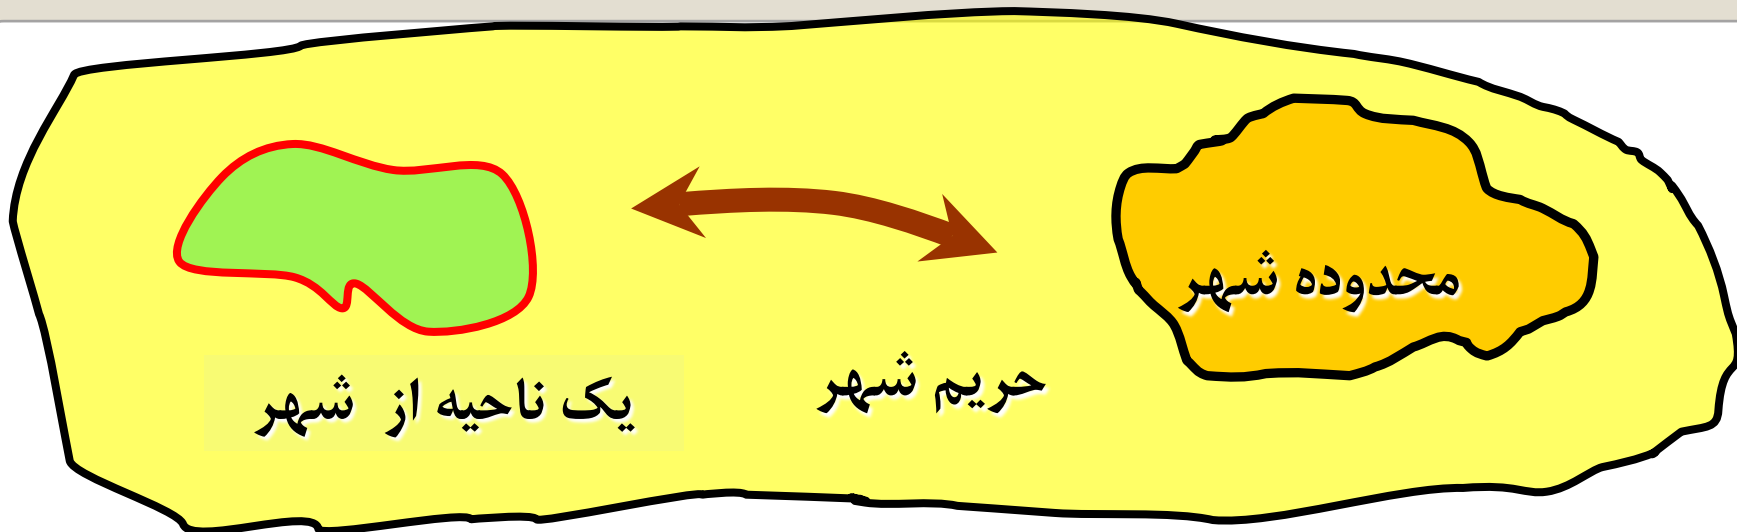 محدوده شهر
حریم شهر
یک ناحیه از شهر